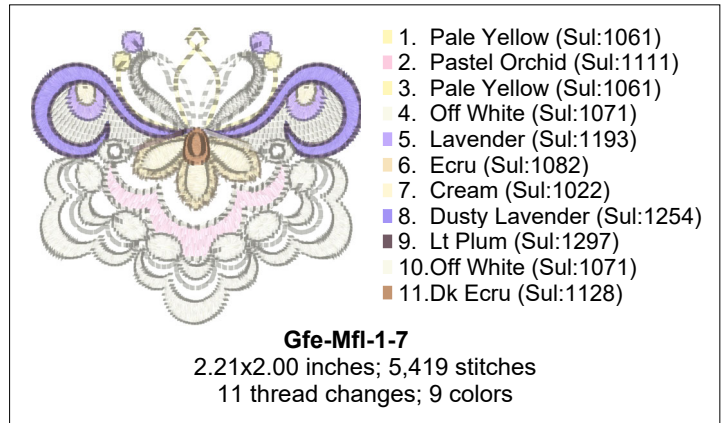 1. Pale Yellow (Sul:1061)
2. Pastel Orchid (Sul:1111)
3. Pale Yellow (Sul:1061)
4. Off White (Sul:1071)
5. Lavender (Sul:1193)
6. Ecru (Sul:1082)
7. Cream (Sul:1022)
8. Dusty Lavender (Sul:1254)
9. Lt Plum (Sul:1297)
10.Off White (Sul:1071)
11.Dk Ecru (Sul:1128)
Gfe-Mfl-1-7
2.21x2.00 inches; 5,419 stitches
11 thread changes; 9 colors